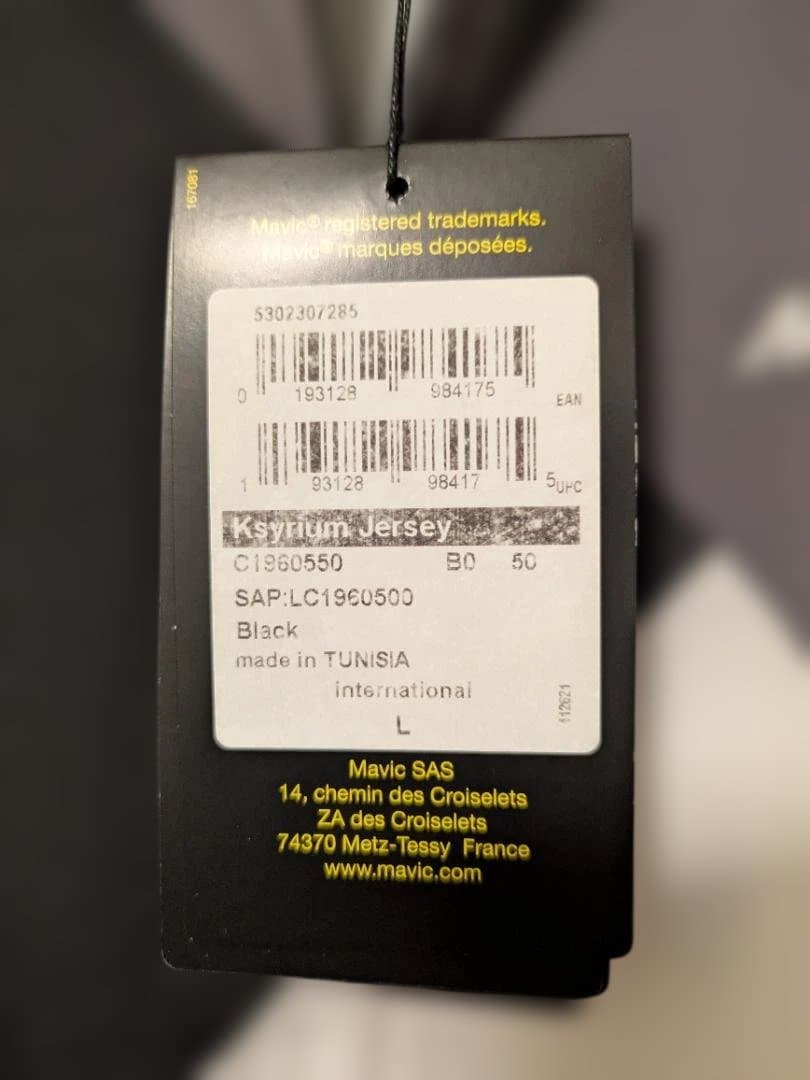 167081
Mavic® registered trademarks.
Mavic® marques déposées.
5302307285
0 193128 984175 EAN
1 93128 98417 5 UPC
Ksyrium Jersey
C1960550 B0 50
SAP:LC1960500
Black
made in TUNISIA
international
L
112621
Mavic SAS
14, chemin des Croiselets
ZA des Croiselets
74370 Metz-Tessy France
www.mavic.com